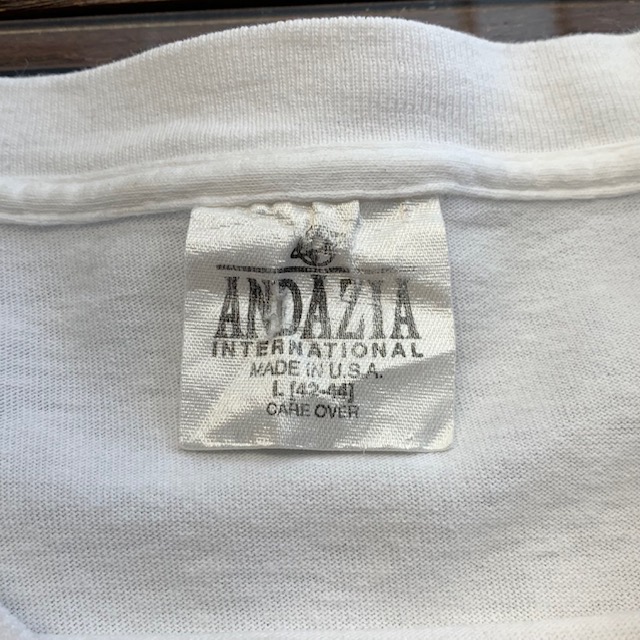 ANDAZIA
INTERNATIONAL
MADE IN U.S.A.
L [42-44]
CARE OVER